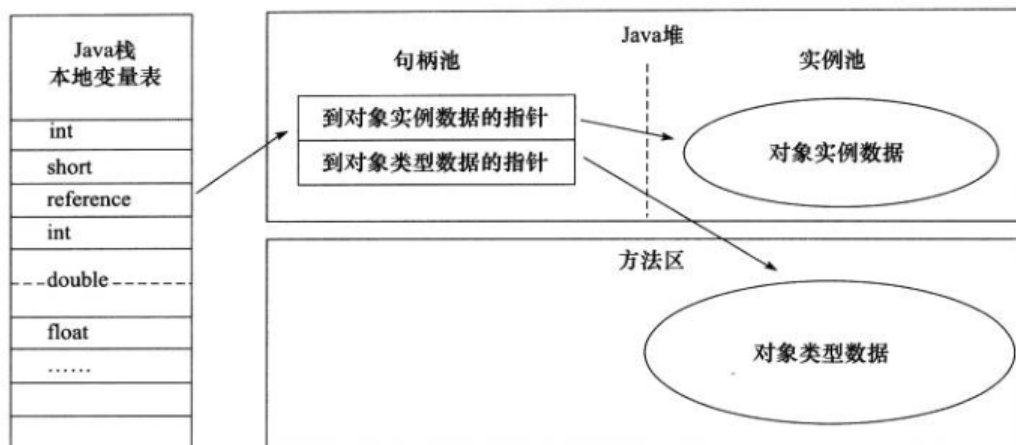 Java栈
本地变量表
int
short
reference
int
double
float
……
Java堆
句柄池
实例池
到对象实例数据的指针
到对象类型数据的指针
对象实例数据
方法区
对象类型数据